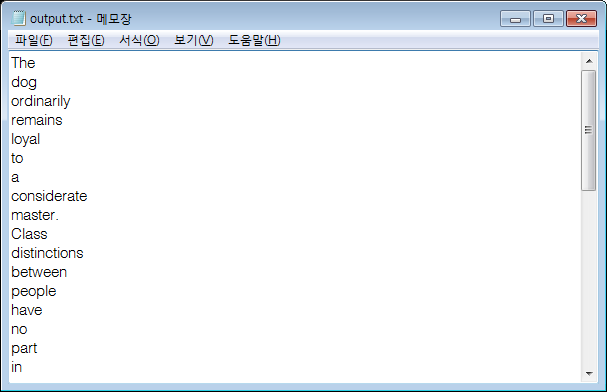 output.txt - 메모장
파일(F) 편집(E) 서식(O) 보기(V) 도움말(H)
The
dog
ordinarily
remains
loyal
to
a
considerate
master.
Class
distinctions
between
people
have
no
part
in